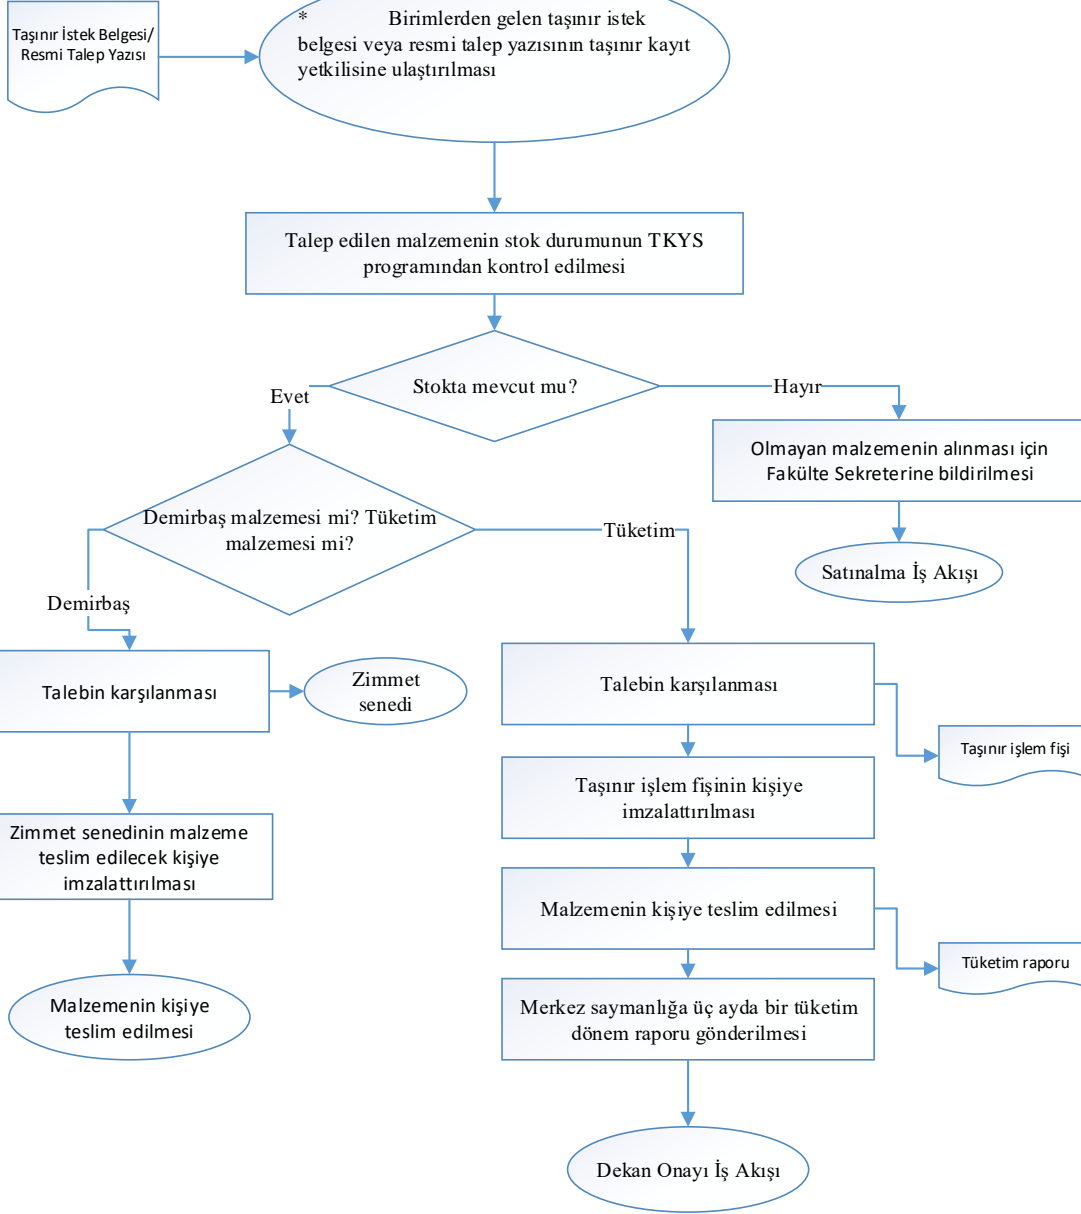 Taşınır İstek Belgesi/
Resmi Talep Yazısı
* Birimlerden gelen taşınır istek
belgesi veya resmi talep yazısının taşınır kayıt
yetkilisine ulaştırılması
Talep edilen malzemenin stok durumunun TKYS
programından kontrol edilmesi
Stokta mevcut mu?
Evet
Hayır
Olmayan malzemenin alınması için
Fakülte Sekreterine bildirilmesi
Satınalma İş Akışı
Demirbaş malzemesi mi? Tüketim
malzemesi mi?
Tüketim
Demirbaş
Talebin karşılanması
Zimmet
senedi
Talebin karşılanması
Taşınır işlem fişi
Taşınır işlem fişinin kişiye
imzalattırılması
Zimmet senedinin malzeme
teslim edilecek kişiye
imzalattırılması
Malzemenin kişiye teslim edilmesi
Tüketim raporu
Malzemenin kişiye
teslim edilmesi
Merkez saymanlığa üç ayda bir tüketim
dönem raporu gönderilmesi
Dekan Onayı İş Akışı